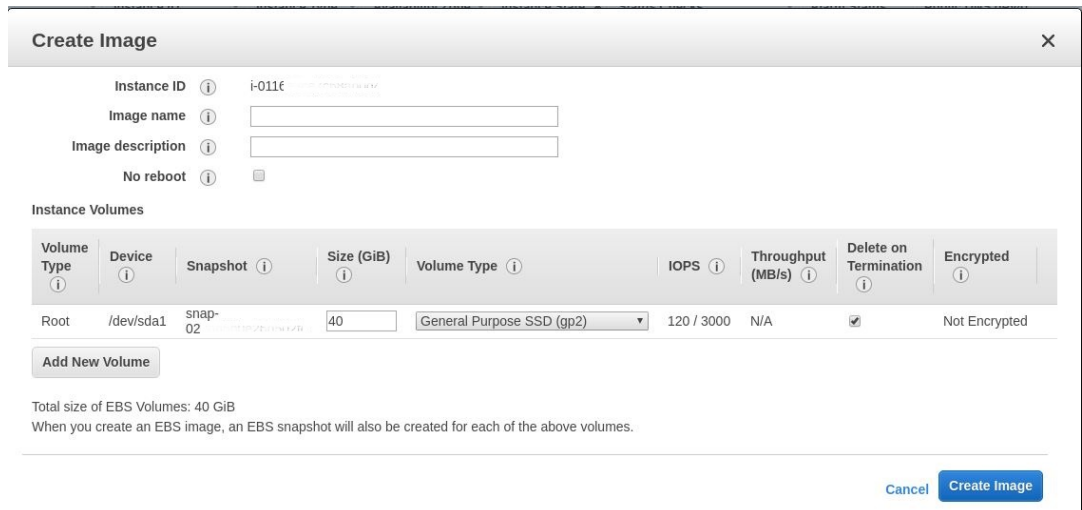 Create Image
×
Instance ID i i-0116
Image name i
Image description i
No reboot i
Instance Volumes
Volume Type i Device i Snapshot i Size (GiB) i Volume Type i IOPS i Throughput (MB/s) i Delete on Termination i Encrypted i
Root /dev/sda1 snap-02 40 General Purpose SSD (gp2) 120 / 3000 N/A Not Encrypted
Add New Volume
Total size of EBS Volumes: 40 GiB
When you create an EBS image, an EBS snapshot will also be created for each of the above volumes.
Cancel Create Image